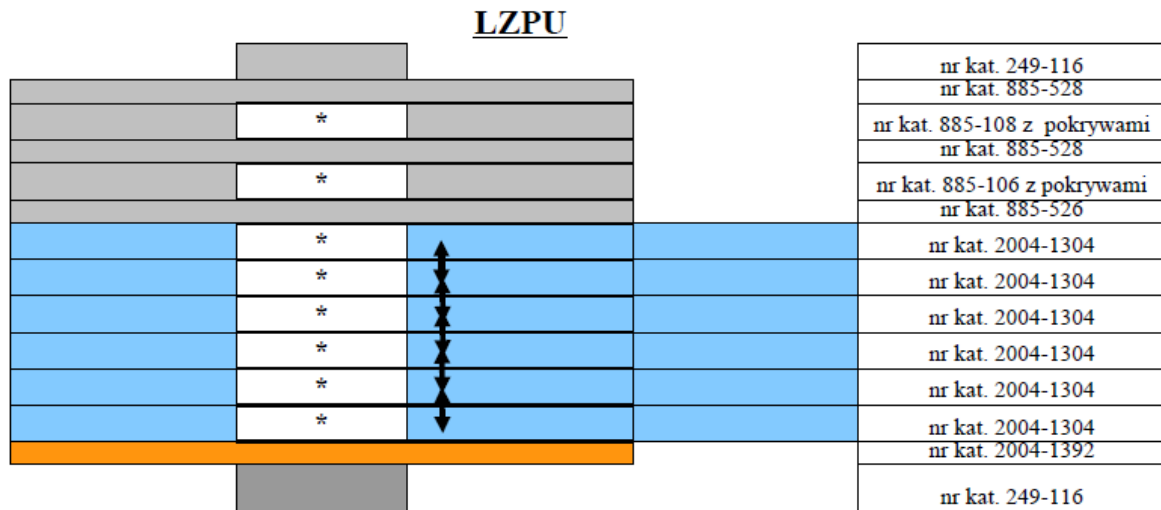 LZPU
nr kat. 249-116
nr kat. 885-528
* nr kat. 885-108 z pokrywami
nr kat. 885-528
* nr kat. 885-106 z pokrywami
nr kat. 885-526
* nr kat. 2004-1304
* nr kat. 2004-1304
* nr kat. 2004-1304
* nr kat. 2004-1304
* nr kat. 2004-1304
* nr kat. 2004-1304
nr kat. 2004-1392
nr kat. 249-116